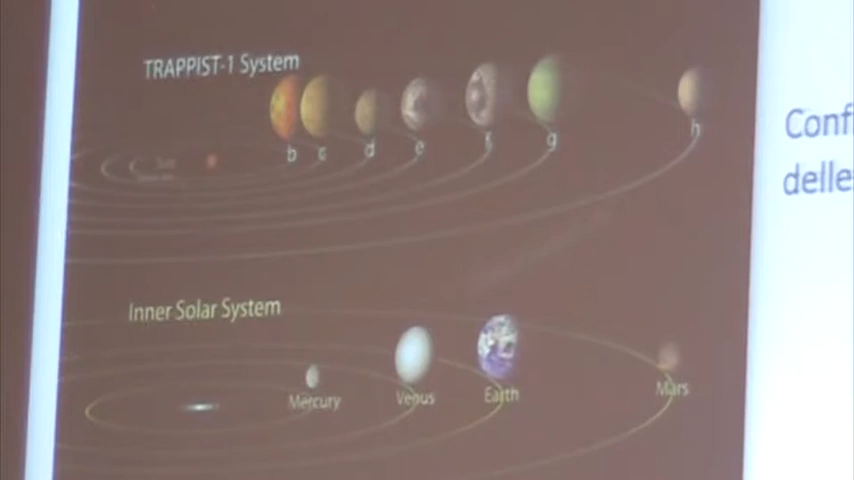 TRAPPIST-1 System
b c d e f g h
Inner Solar System
Mercury Venus Earth Mars
Conf
delle